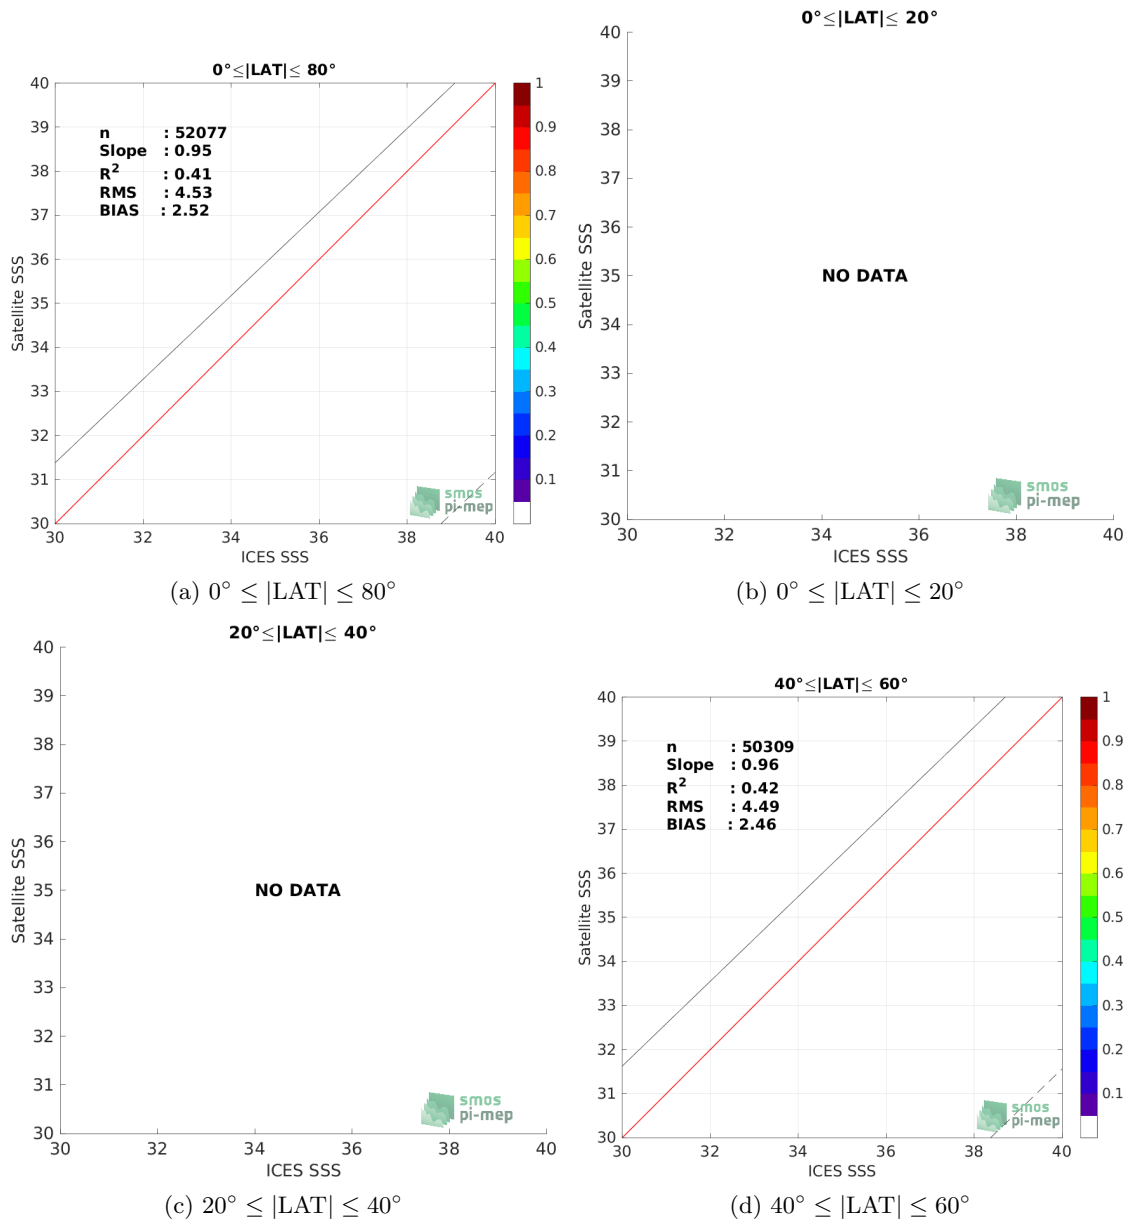 0°≤|LAT|≤ 80°
40
39
38
37
36
35
34
33
32
31
30
Satellite SSS
n : 52077
Slope : 0.95
R2 : 0.41
RMS : 4.53
BIAS : 2.52
smos
pi-mep
30 32 34 36 38 40
ICES SSS
1
0.9
0.8
0.7
0.6
0.5
0.4
0.3
0.2
0.1
(a) 0° ≤ |LAT| ≤ 80°
0°≤|LAT|≤ 20°
40
39
38
37
36
35
34
33
32
31
30
Satellite SSS
NO DATA
smos
pi-mep
30 32 34 36 38 40
ICES SSS
(b) 0° ≤ |LAT| ≤ 20°
20°≤|LAT|≤ 40°
40
39
38
37
36
35
34
33
32
31
30
Satellite SSS
NO DATA
smos
pi-mep
30 32 34 36 38 40
ICES SSS
(c) 20° ≤ |LAT| ≤ 40°
40°≤|LAT|≤ 60°
40
39
38
37
36
35
34
33
32
31
30
Satellite SSS
n : 50309
Slope : 0.96
R2 : 0.42
RMS : 4.49
BIAS : 2.46
smos
pi-mep
30 32 34 36 38 40
ICES SSS
1
0.9
0.8
0.7
0.6
0.5
0.4
0.3
0.2
0.1
(d) 40° ≤ |LAT| ≤ 60°